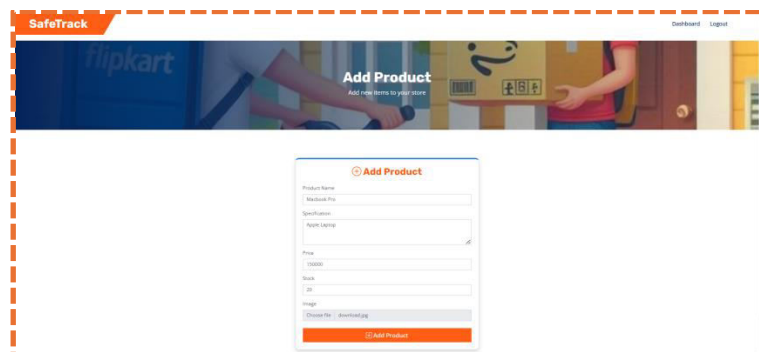 SafeTrack
Dashboard Logout
flipkart
Add Product
Add new items to your store
Add Product
Product Name
Macbook Pro
Specification
Apple Laptop
Price
150000
Stock
20
Image
Choose file download.jpg
Add Product